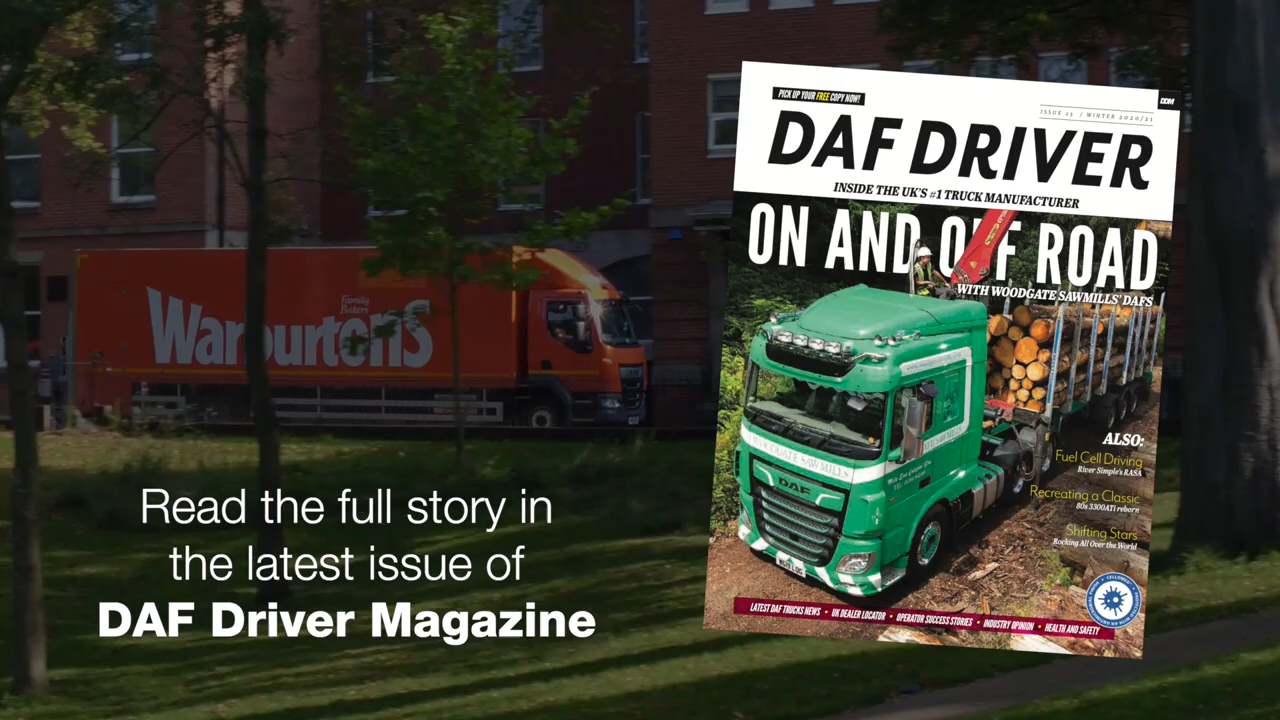 Warburtons
Family
Bakers
Read the full story in
the latest issue of
DAF Driver Magazine
PICK UP YOUR FREE COPY NOW!
DDM
ISSUE 23 / WINTER 2020/21
DAF DRIVER
INSIDE THE UK'S #1 TRUCK MANUFACTURER
ON AND OFF ROAD
WITH WOODGATE SAWMILLS' DAFS
WOODGATE SAWMILLS
DAF
ALSO:
Fuel Cell Driving
River Simple's RASA
Recreating a Classic
80s 3300ATi reborn
Shifting Stars
Rocking All Over the World
LATEST DAF TRUCKS NEWS • UK DEALER LOCATOR • OPERATOR SUCCESS STORIES • INDUSTRY OPINION • HEALTH AND SAFETY